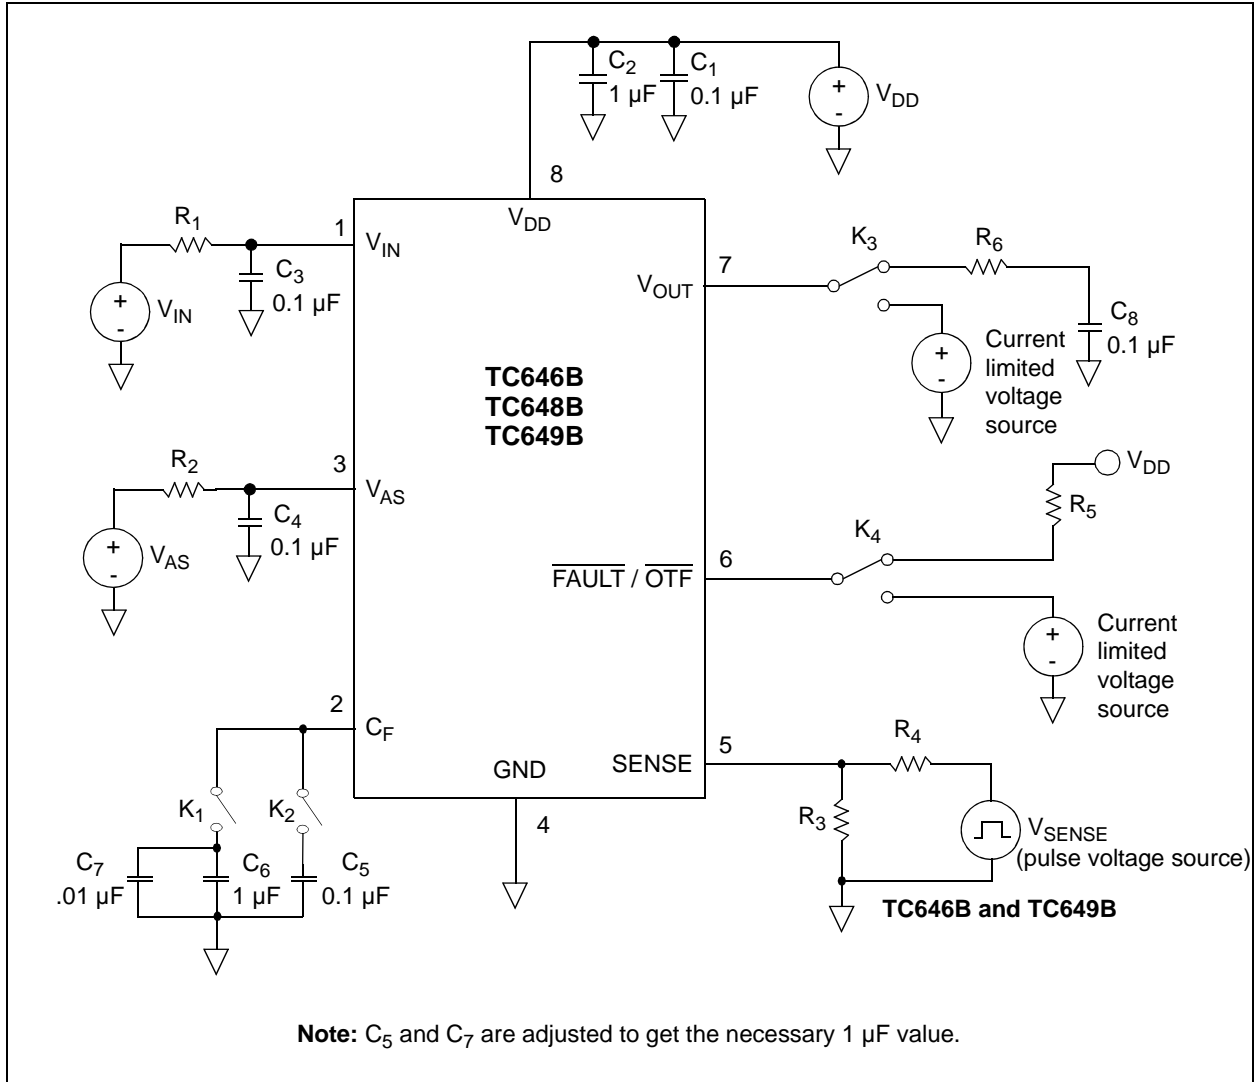 C2
1 µF
C1
0.1 µF
+
-
VDD
8
VDD
R1
1
VIN
C3
0.1 µF
+
-
VIN
7
VOUT
K3
R6
C8
0.1 µF
+
-
Current
limited
voltage
source
TC646B
TC648B
TC649B
R2
3
VAS
C4
0.1 µF
+
-
VAS
VDD
R5
K4
6
FAULT / OTF
+
-
Current
limited
voltage
source
2
CF
K1
K2
C7
.01 µF
C6
1 µF
C5
0.1 µF
GND
4
SENSE
5
R4
R3
VSENSE
(pulse voltage source)
TC646B and TC649B
Note: C5 and C7 are adjusted to get the necessary 1 µF value.